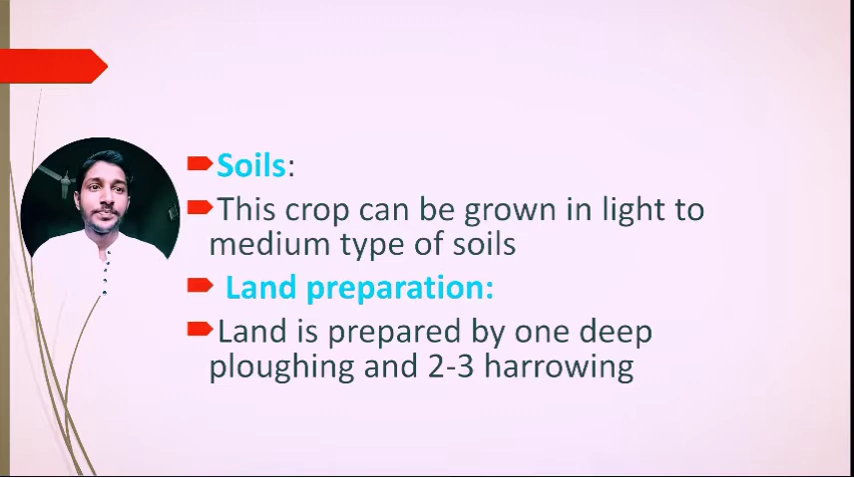 Soils:
This crop can be grown in light to
medium type of soils
Land preparation:
Land is prepared by one deep
ploughing and 2-3 harrowing